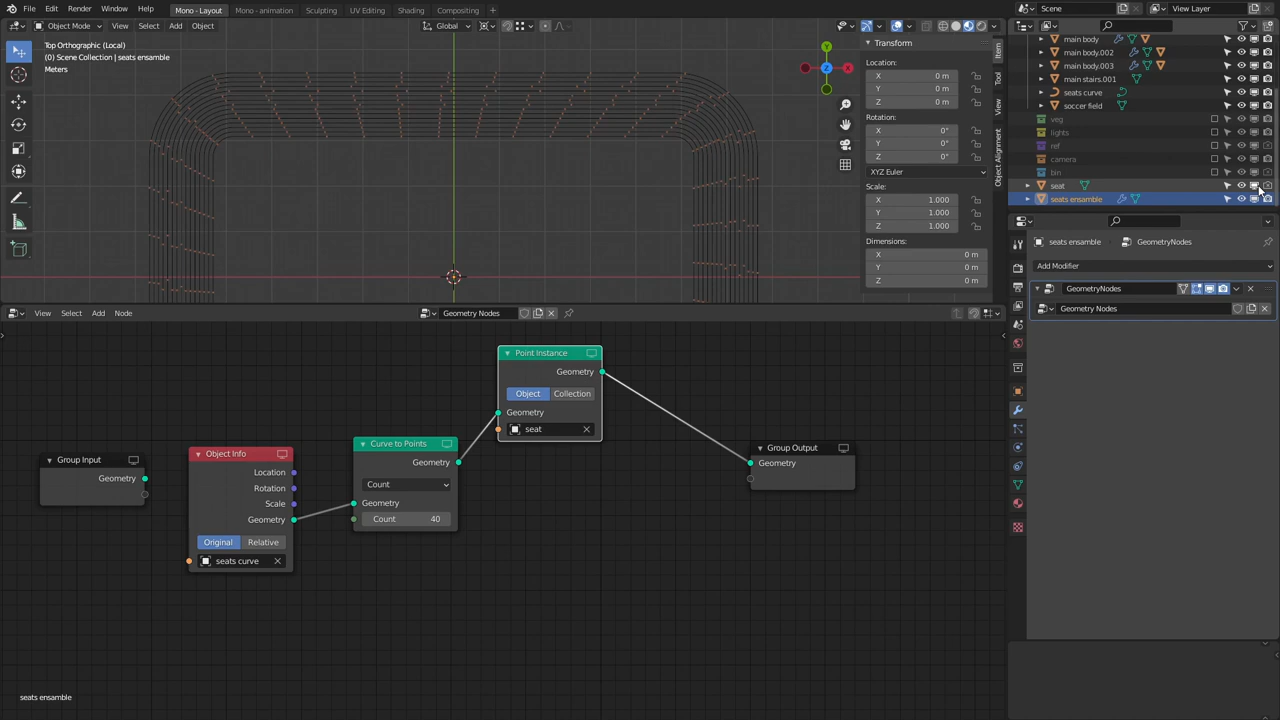 File Edit Render Window Help Mono - Layout Mono - animation Sculpting UV Editing Shading Compositing + Scene View Layer
Object Mode View Select Add Object Global
Top Orthographic (Local)
(0) Scene Collection | seats ensamble
Meters
Y
X
Z
Transform
Location:
X 0 m
Y 0 m
Z 0 m
Rotation:
X 0°
Y 0°
Z 0°
XYZ Euler
Scale:
X 1.000
Y 1.000
Z 1.000
Dimensions:
X 0 m
Y 0 m
Z 0 m
Item
Tool
View
Object Alignment
main body
main body.002
main body.003
main stairs.001
seats curve
soccer field
veg
lights
ref
camera
bin
seat
seats ensamble
seats ensamble GeometryNodes
Add Modifier
GeometryNodes
Geometry Nodes
View Select Add Node Geometry Nodes
Group Input
Geometry
Object Info
Location
Rotation
Scale
Geometry
Original Relative
seats curve
Curve to Points
Geometry
Count
Geometry
Count 40
Point Instance
Geometry
Object Collection
Geometry
seat
Group Output
Geometry
seats ensamble